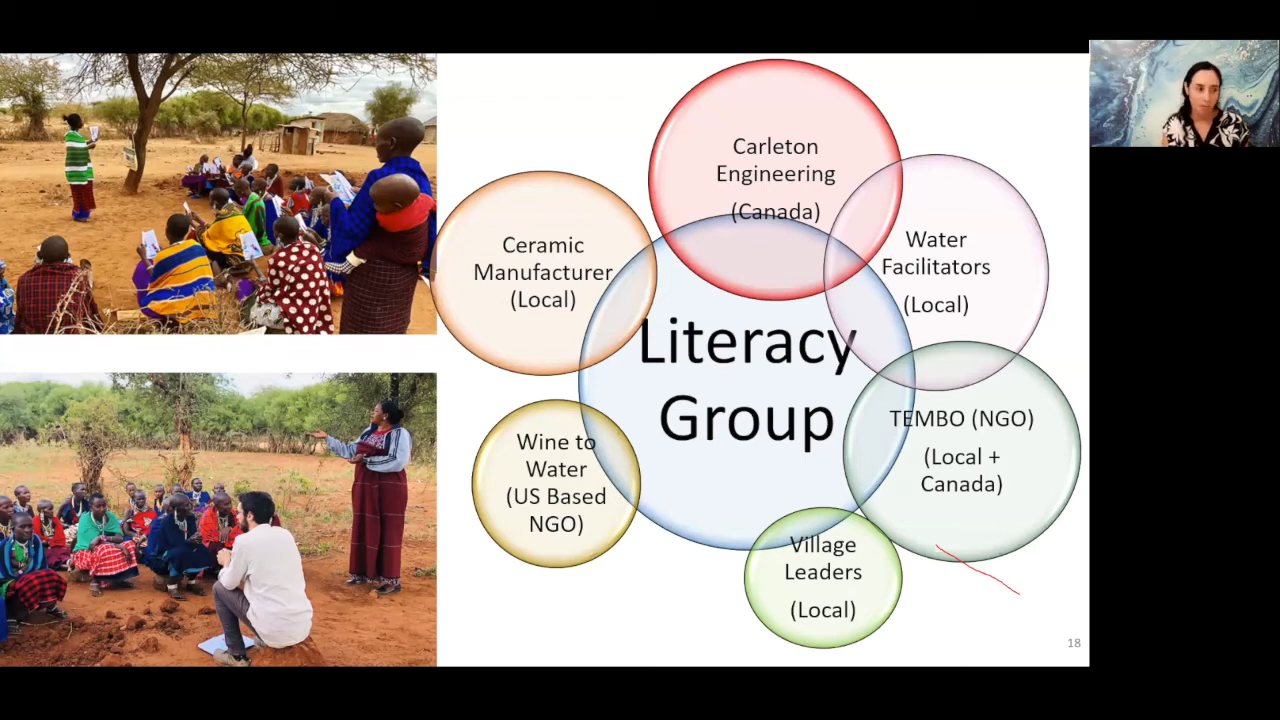 Carleton
Engineering
(Canada)
Ceramic
Manufacturer
(Local)
Water
Facilitators
(Local)
Literacy
Group
Wine to
Water
(US Based
NGO)
TEMBO (NGO)
(Local +
Canada)
Village
Leaders
(Local)
18